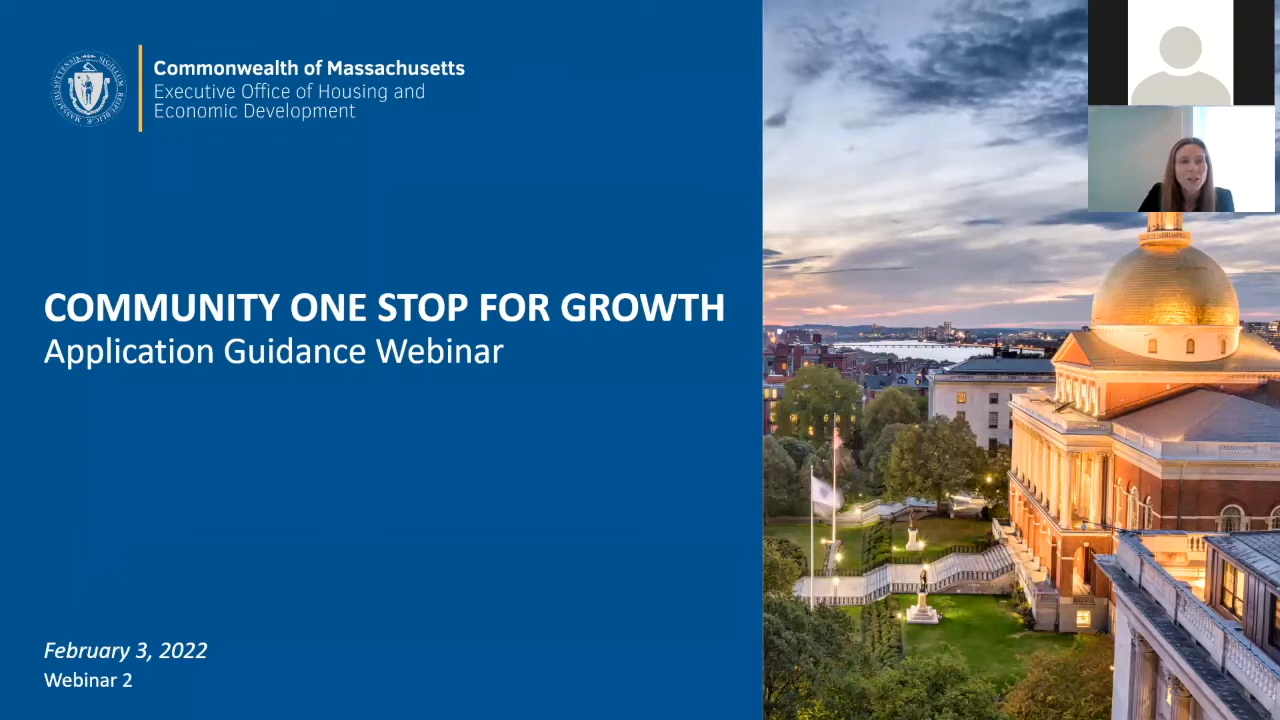 Commonwealth of Massachusetts
Executive Office of Housing and
Economic Development
COMMUNITY ONE STOP FOR GROWTH
Application Guidance Webinar
February 3, 2022
Webinar 2